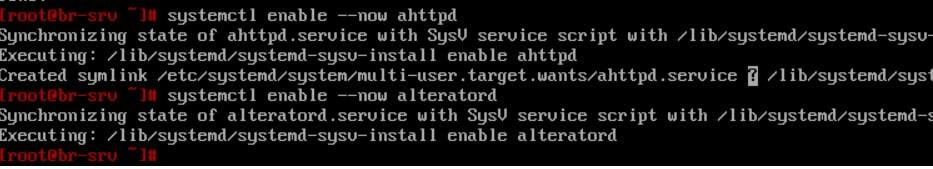 [root@br-srv ~]# systemctl enable --now ahttpd
Synchronizing state of ahttpd.service with SysV service script with /lib/systemd/systemd-sysv-
Executing: /lib/systemd/systemd-sysv-install enable ahttpd
Created symlink /etc/systemd/system/multi-user.target.wants/ahttpd.service ? /lib/systemd/syst
[root@br-srv ~]# systemctl enable --now alteratord
Synchronizing state of alteratord.service with SysV service script with /lib/systemd/systemd-s
Executing: /lib/systemd/systemd-sysv-install enable alteratord
[root@br-srv ~]#